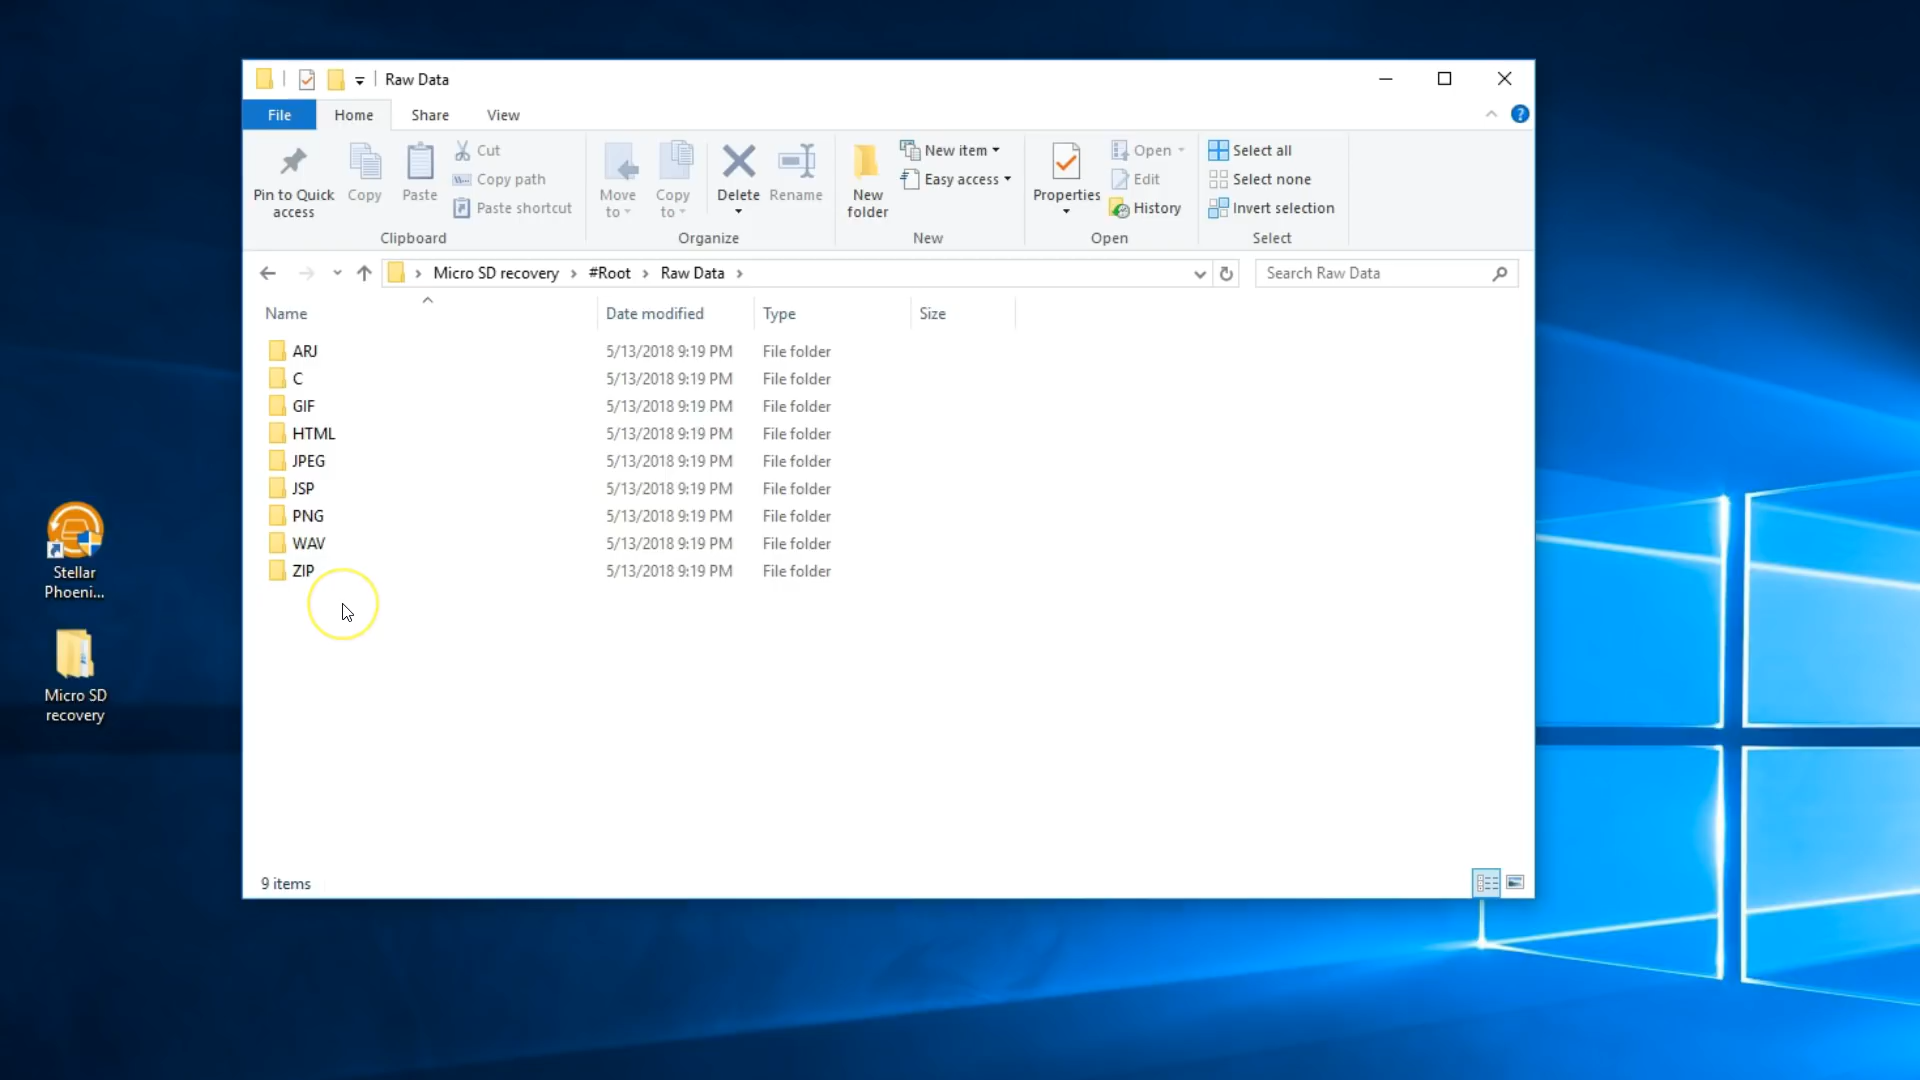 Raw Data
File Home Share View
Pin to Quick access
Copy
Paste
Cut
Copy path
Paste shortcut
Clipboard
Move to
Copy to
Delete
Rename
Organize
New folder
New item
Easy access
New
Properties
Open
Edit
History
Open
Select all
Select none
Invert selection
Select
Micro SD recovery > #Root > Raw Data >
Search Raw Data
Name Date modified Type Size
ARJ 5/13/2018 9:19 PM File folder
C 5/13/2018 9:19 PM File folder
GIF 5/13/2018 9:19 PM File folder
HTML 5/13/2018 9:19 PM File folder
JPEG 5/13/2018 9:19 PM File folder
JSP 5/13/2018 9:19 PM File folder
PNG 5/13/2018 9:19 PM File folder
WAV 5/13/2018 9:19 PM File folder
ZIP 5/13/2018 9:19 PM File folder
9 items
Stellar
Phoeni...
Micro SD
recovery